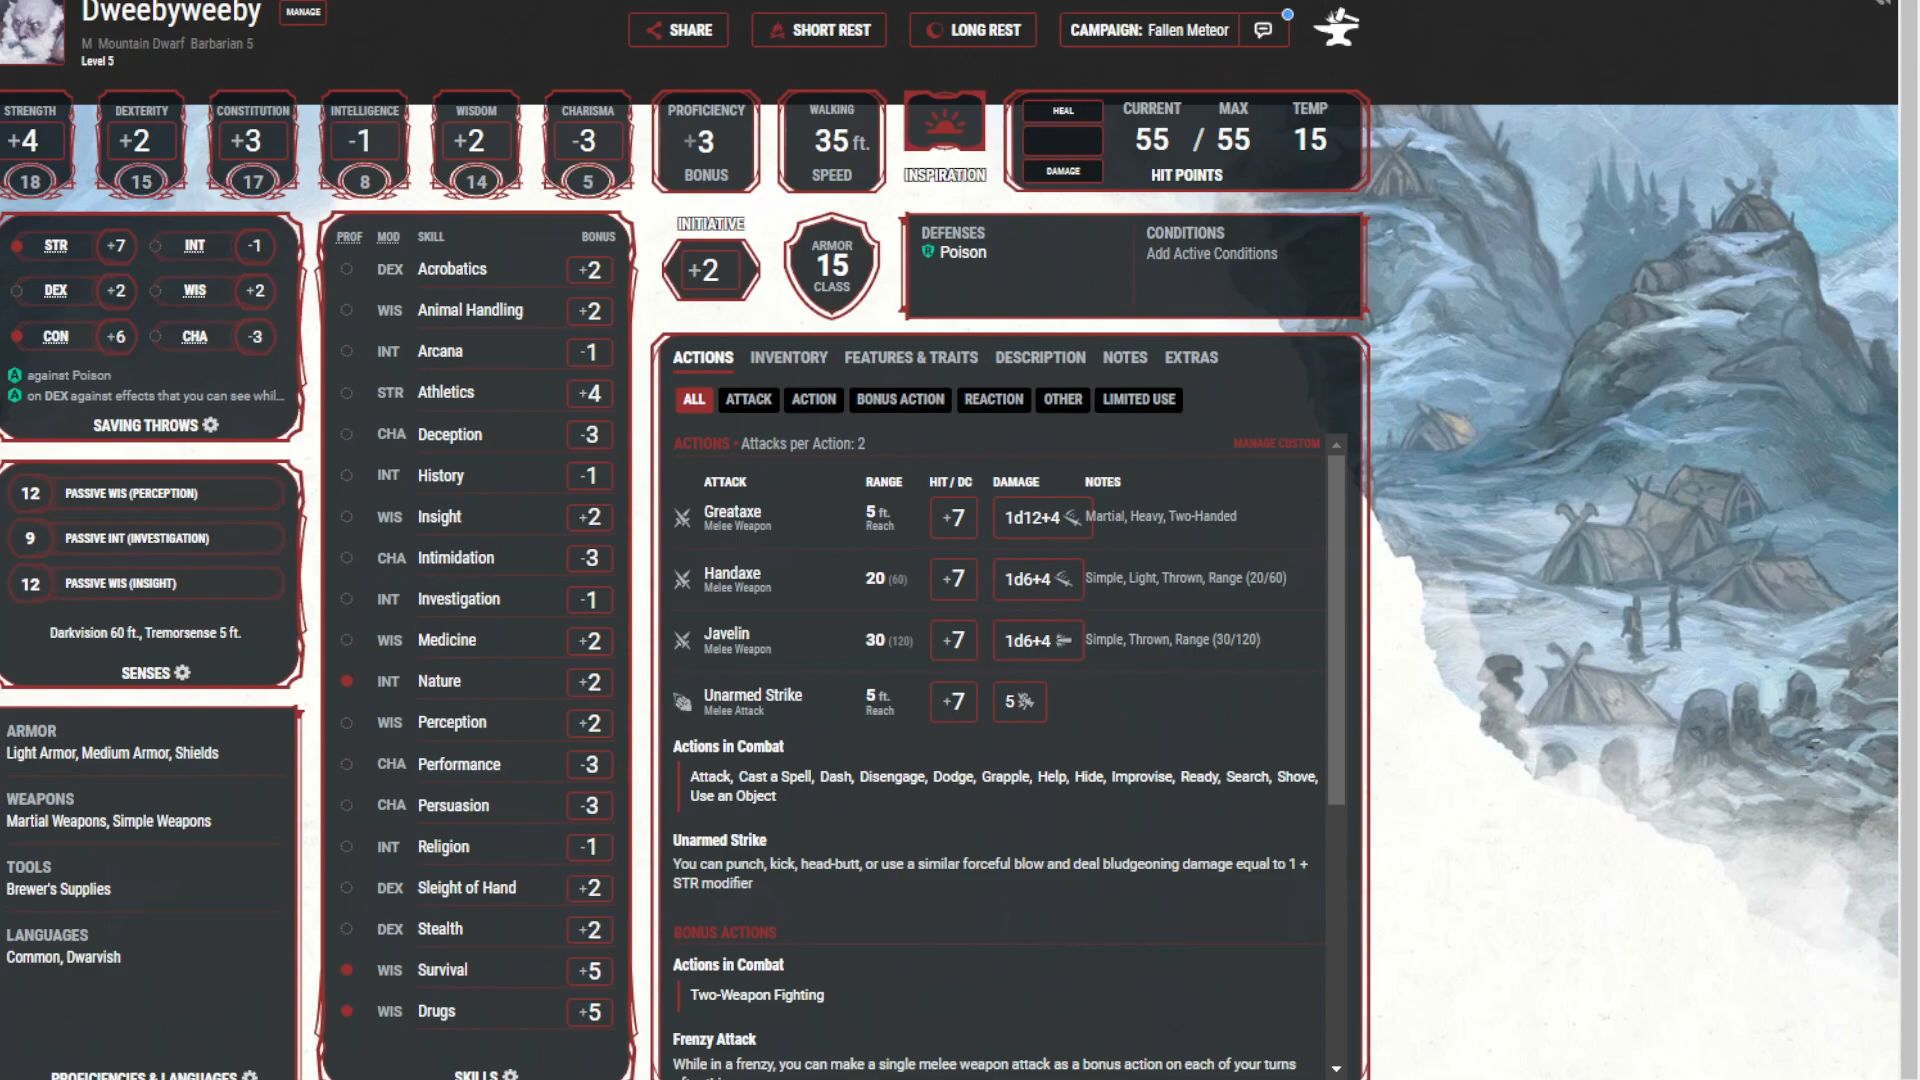 Dweebyweeby
MANAGE
M Mountain Dwarf Barbarian 5
Level 5
SHARE
SHORT REST
LONG REST
CAMPAIGN: Fallen Meteor
STRENGTH
+4
18
DEXTERITY
+2
15
CONSTITUTION
+3
17
INTELLIGENCE
-1
8
WISDOM
+2
14
CHARISMA
-3
5
PROFICIENCY
+3
BONUS
WALKING
35 ft.
SPEED
INSPIRATION
HEAL
DAMAGE
CURRENT MAX TEMP
55 / 55 15
HIT POINTS
STR +7 INT -1
DEX +2 WIS +2
CON +6 CHA -3
A against Poison
A on DEX against effects that you can see whil...
SAVING THROWS
12 PASSIVE WIS (PERCEPTION)
9 PASSIVE INT (INVESTIGATION)
12 PASSIVE WIS (INSIGHT)
Darkvision 60 ft., Tremorsense 5 ft.
SENSES
ARMOR
Light Armor, Medium Armor, Shields
WEAPONS
Martial Weapons, Simple Weapons
TOOLS
Brewer's Supplies
LANGUAGES
Common, Dwarvish
PROFICIENCIES & LANGUAGES
PROF MOD SKILL BONUS
DEX Acrobatics +2
WIS Animal Handling +2
INT Arcana -1
STR Athletics +4
CHA Deception -3
INT History -1
WIS Insight +2
CHA Intimidation -3
INT Investigation -1
WIS Medicine +2
INT Nature +2
WIS Perception +2
CHA Performance -3
CHA Persuasion -3
INT Religion -1
DEX Sleight of Hand +2
DEX Stealth +2
WIS Survival +5
WIS Drugs +5
SKILLS
INITIATIVE
+2
ARMOR
15
CLASS
DEFENSES
R Poison
CONDITIONS
Add Active Conditions
ACTIONS INVENTORY FEATURES & TRAITS DESCRIPTION NOTES EXTRAS
ALL ATTACK ACTION BONUS ACTION REACTION OTHER LIMITED USE
ACTIONS • Attacks per Action: 2
MANAGE CUSTOM
ATTACK RANGE HIT / DC DAMAGE NOTES
Greataxe 5 ft. +7 1d12+4 Martial, Heavy, Two-Handed
Melee Weapon Reach
Handaxe 20 (60) +7 1d6+4 Simple, Light, Thrown, Range (20/60)
Melee Weapon
Javelin 30 (120) +7 1d6+4 Simple, Thrown, Range (30/120)
Melee Weapon
Unarmed Strike 5 ft. +7 5
Melee Attack Reach
Actions in Combat
Attack, Cast a Spell, Dash, Disengage, Dodge, Grapple, Help, Hide, Improvise, Ready, Search, Shove,
Use an Object
Unarmed Strike
You can punch, kick, head-butt, or use a similar forceful blow and deal bludgeoning damage equal to 1 +
STR modifier
BONUS ACTIONS
Actions in Combat
Two-Weapon Fighting
Frenzy Attack
While in a frenzy, you can make a single melee weapon attack as a bonus action on each of your turns